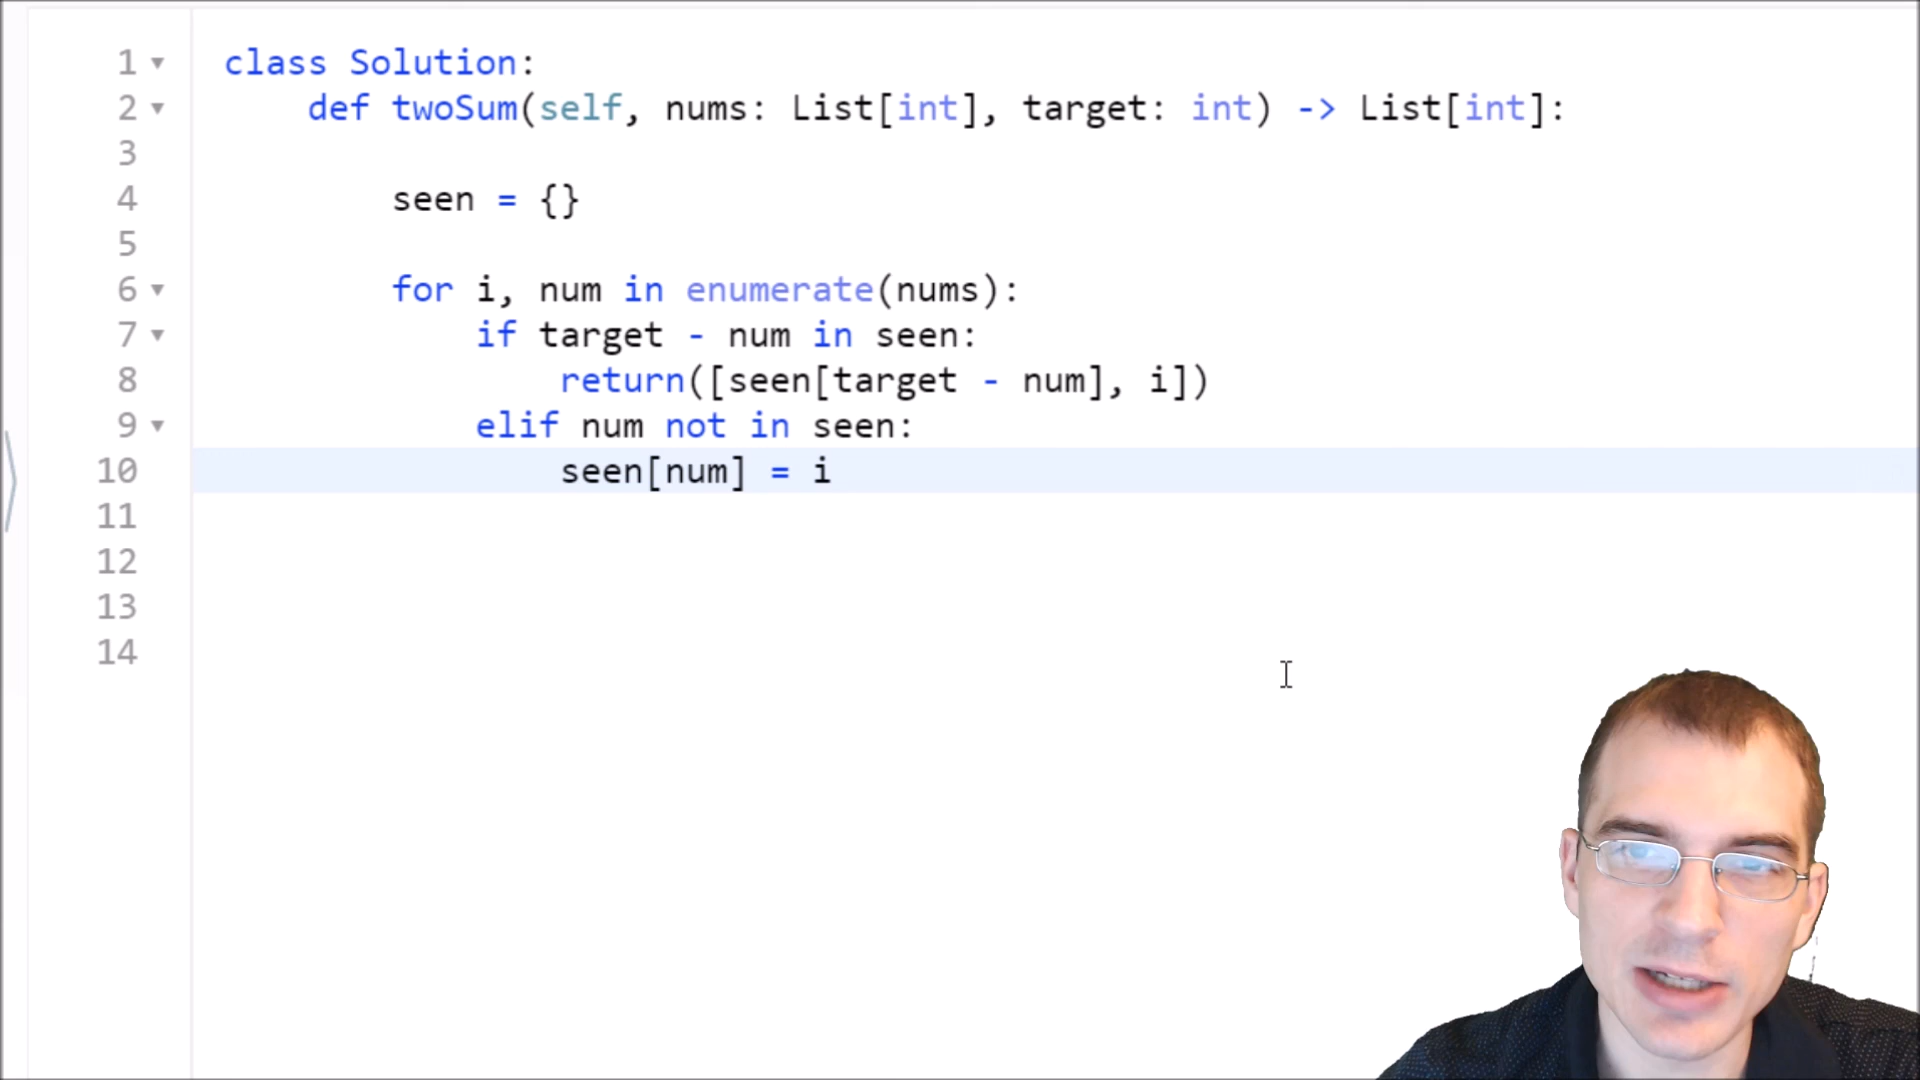 1 class Solution:
2 def twoSum(self, nums: List[int], target: int) -> List[int]:
3
4 seen = {}
5
6 for i, num in enumerate(nums):
7 if target - num in seen:
8 return([seen[target - num], i])
9 elif num not in seen:
10 seen[num] = i
11
12
13
14